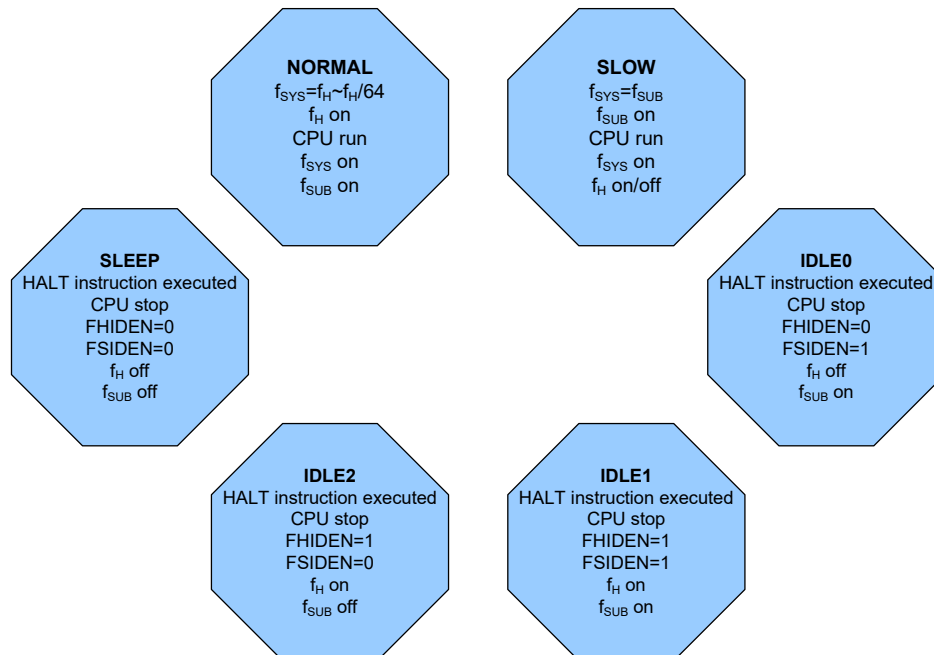 NORMAL
fSYS=fH~fH/64
fH on
CPU run
fSYS on
fSUB on
SLOW
fSYS=fSUB
fSUB on
CPU run
fSYS on
fH on/off
SLEEP
HALT instruction executed
CPU stop
FHIDEN=0
FSIDEN=0
fH off
fSUB off
IDLE0
HALT instruction executed
CPU stop
FHIDEN=0
FSIDEN=1
fH off
fSUB on
IDLE2
HALT instruction executed
CPU stop
FHIDEN=1
FSIDEN=0
fH on
fSUB off
IDLE1
HALT instruction executed
CPU stop
FHIDEN=1
FSIDEN=1
fH on
fSUB on